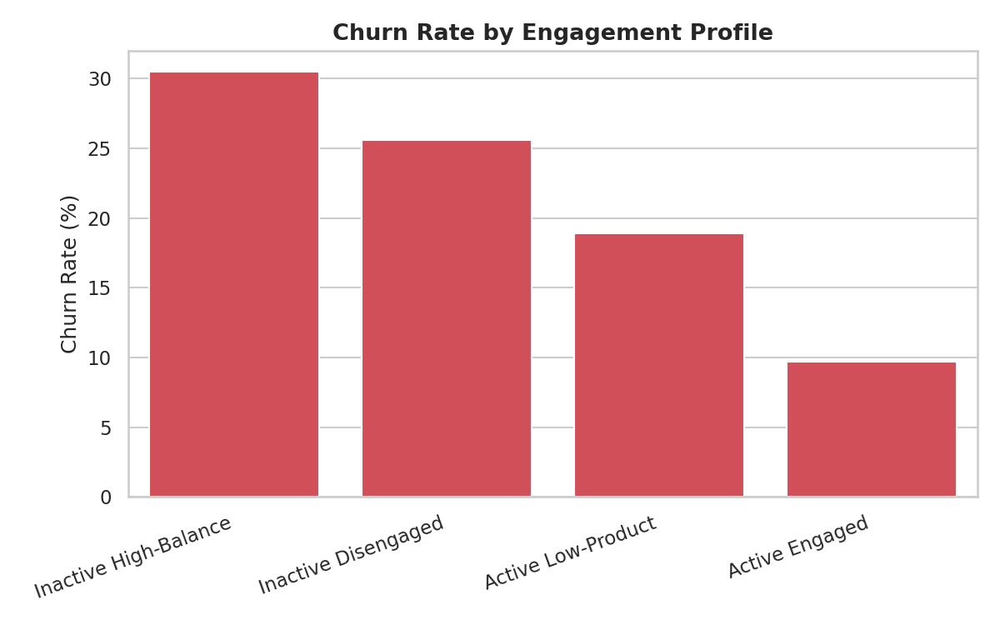 Churn Rate by Engagement Profile
Churn Rate (%)
30
25
20
15
10
5
0
Inactive High-Balance
Inactive Disengaged
Active Low-Product
Active Engaged